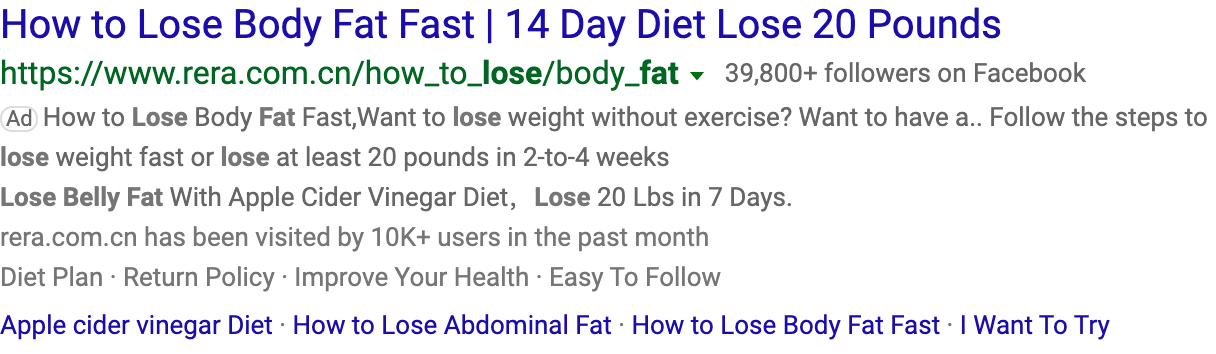 How to Lose Body Fat Fast | 14 Day Diet Lose 20 Pounds
https://www.rera.com.cn/how_to_lose/body_fat 39,800+ followers on Facebook
Ad How to Lose Body Fat Fast,Want to lose weight without exercise? Want to have a.. Follow the steps to
lose weight fast or lose at least 20 pounds in 2-to-4 weeks
Lose Belly Fat With Apple Cider Vinegar Diet，Lose 20 Lbs in 7 Days.
rera.com.cn has been visited by 10K+ users in the past month
Diet Plan · Return Policy · Improve Your Health · Easy To Follow
Apple cider vinegar Diet · How to Lose Abdominal Fat · How to Lose Body Fat Fast · I Want To Try